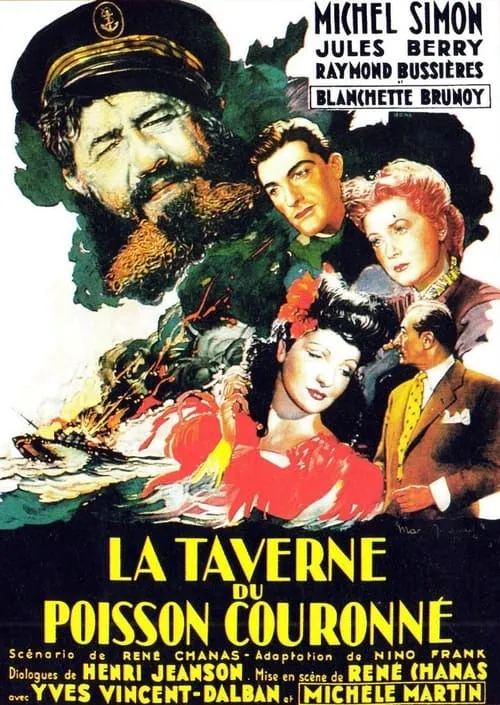 MICHEL SIMON
JULES BERRY
RAYMOND BUSSIÈRES
ET
BLANCHETTE BRUNOY
LA TAVERNE
DU
POISSON COURONNÉ
Scénario de RENÉ CHANAS - Adaptation de NINO FRANK
Dialogues de HENRI JEANSON. Mise en scène de RENÉ CHANAS
avec YVES VINCENT-DALBAN et MICHÈLE MARTIN